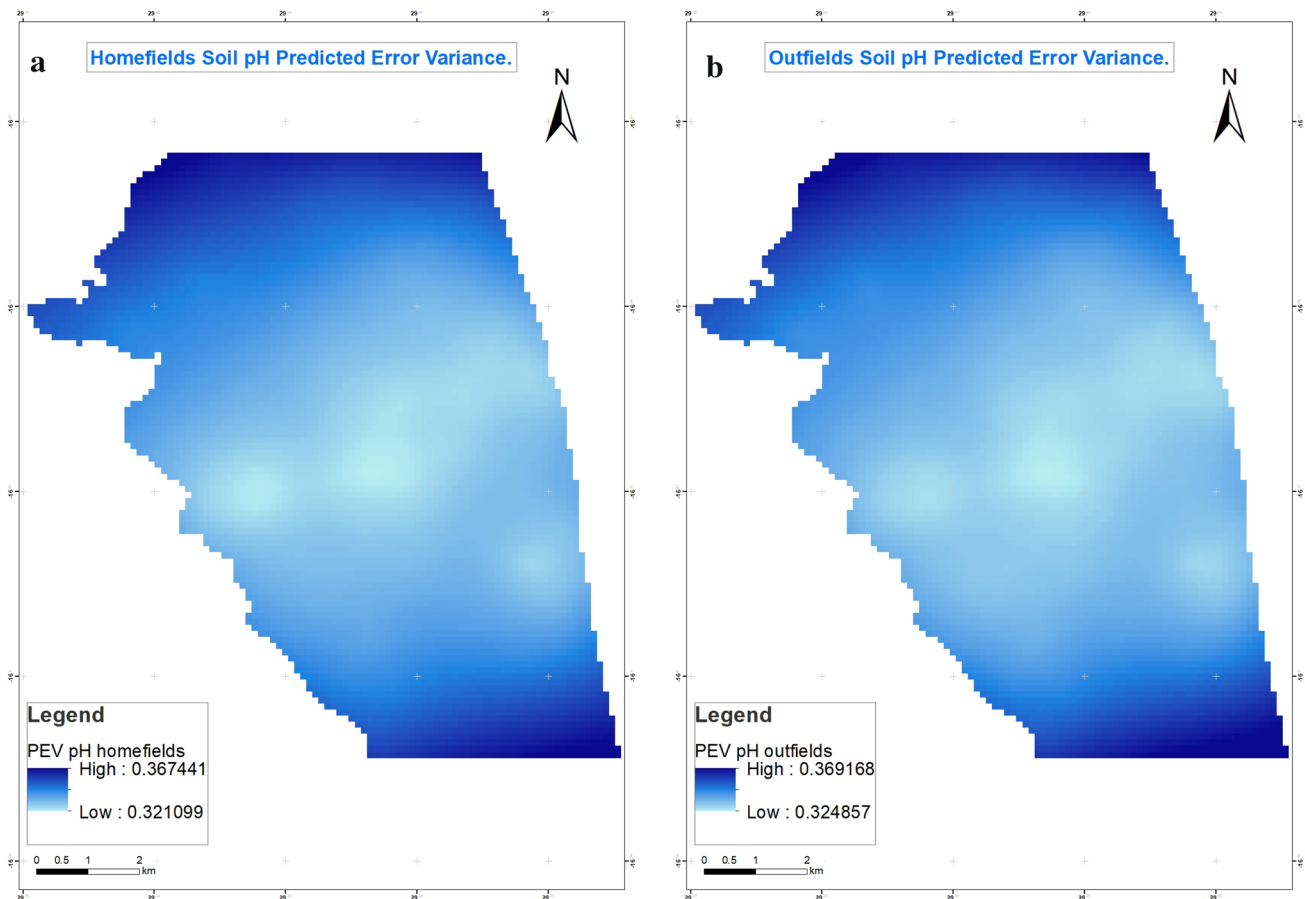 a
Homefields Soil pH Predicted Error Variance.
N
Legend
PEV pH homefields
High : 0.367441
Low : 0.321099
0 0.5 1 2
km
b
Outfields Soil pH Predicted Error Variance.
N
Legend
PEV pH outfields
High : 0.369168
Low : 0.324857
0 0.5 1 2
km